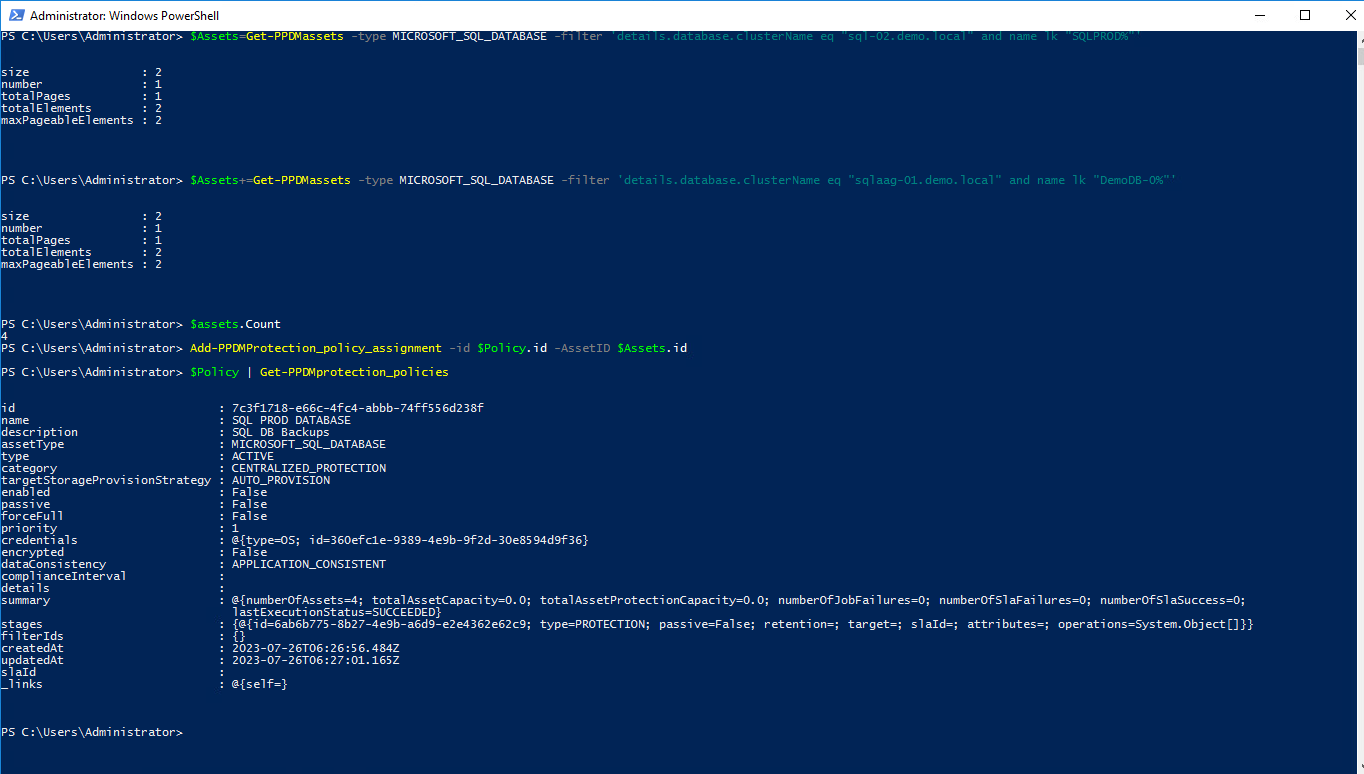 Administrator: Windows PowerShell
PS C:\Users\Administrator> $Assets=Get-PPDMassets -type MICROSOFT_SQL_DATABASE -filter 'details.database.clusterName eq "sql-02.demo.local" and name lk "SQLPROD%"'
size : 2
number : 1
totalPages : 1
totalElements : 2
maxPageableElements : 2
PS C:\Users\Administrator> $Assets+=Get-PPDMassets -type MICROSOFT_SQL_DATABASE -filter 'details.database.clusterName eq "sqlaag-01.demo.local" and name lk "DemoDB-0%"'
size : 2
number : 1
totalPages : 1
totalElements : 2
maxPageableElements : 2
PS C:\Users\Administrator> $assets.Count
4
PS C:\Users\Administrator> Add-PPDMProtection_policy_assignment -id $Policy.id -AssetID $Assets.id
PS C:\Users\Administrator> $Policy | Get-PPDMprotection_policies
id : 7c3f1718-e66c-4fc4-abbb-74ff556d238f
name : SQL PROD DATABASE
description : SQL DB Backups
assetType : MICROSOFT_SQL_DATABASE
type : ACTIVE
category : CENTRALIZED_PROTECTION
targetStorageProvisionStrategy : AUTO_PROVISION
enabled : False
passive : False
forceFull : False
priority : 1
credentials : @{type=OS; id=360efc1e-9389-4e9b-9f2d-30e8594d9f36}
encrypted : False
dataConsistency : APPLICATION_CONSISTENT
complianceInterval :
details :
summary : @{numberOfAssets=4; totalAssetCapacity=0.0; totalAssetProtectionCapacity=0.0; numberOfJobFailures=0; numberOfSlaFailures=0; numberOfSlaSuccess=0;
lastExecutionStatus=SUCCEEDED}
stages : {@{id=6ab6b775-8b27-4e9b-a6d9-e2e4362e62c9; type=PROTECTION; passive=False; retention=; target=; slaId=; attributes=; operations=System.Object[]}}
filterIds : {}
createdAt : 2023-07-26T06:26:56.484Z
updatedAt : 2023-07-26T06:27:01.165Z
slaId :
_links : @{self=}
PS C:\Users\Administrator>